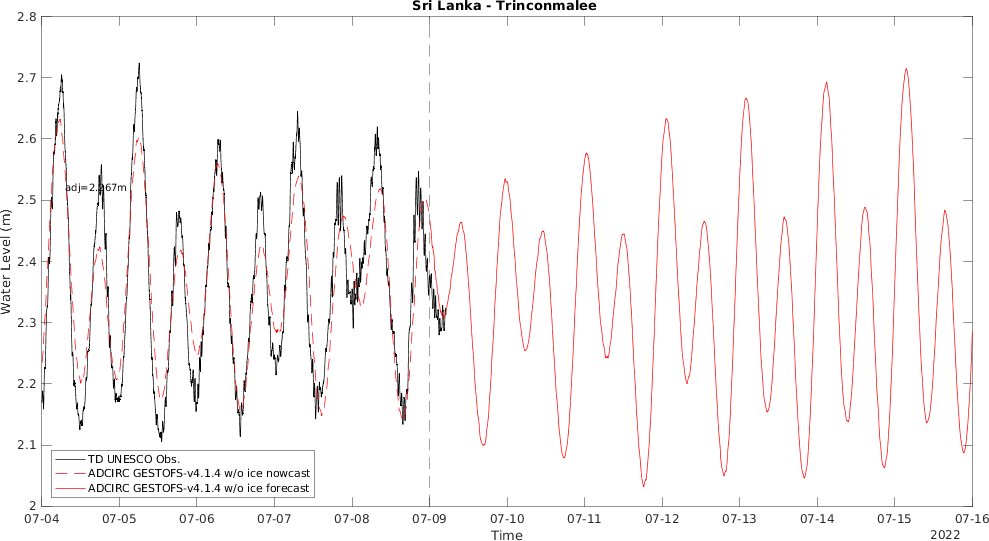 Sri Lanka - Trinconmalee
Water Level (m)
2.8
2.7
2.6
2.5
2.4
2.3
2.2
2.1
2
adj=2.267m
TD UNESCO Obs.
ADCIRC GESTOFS-v4.1.4 w/o ice nowcast
ADCIRC GESTOFS-v4.1.4 w/o ice forecast
07-04 07-05 07-06 07-07 07-08 07-09 07-10 07-11 07-12 07-13 07-14 07-15 07-16
Time
2022